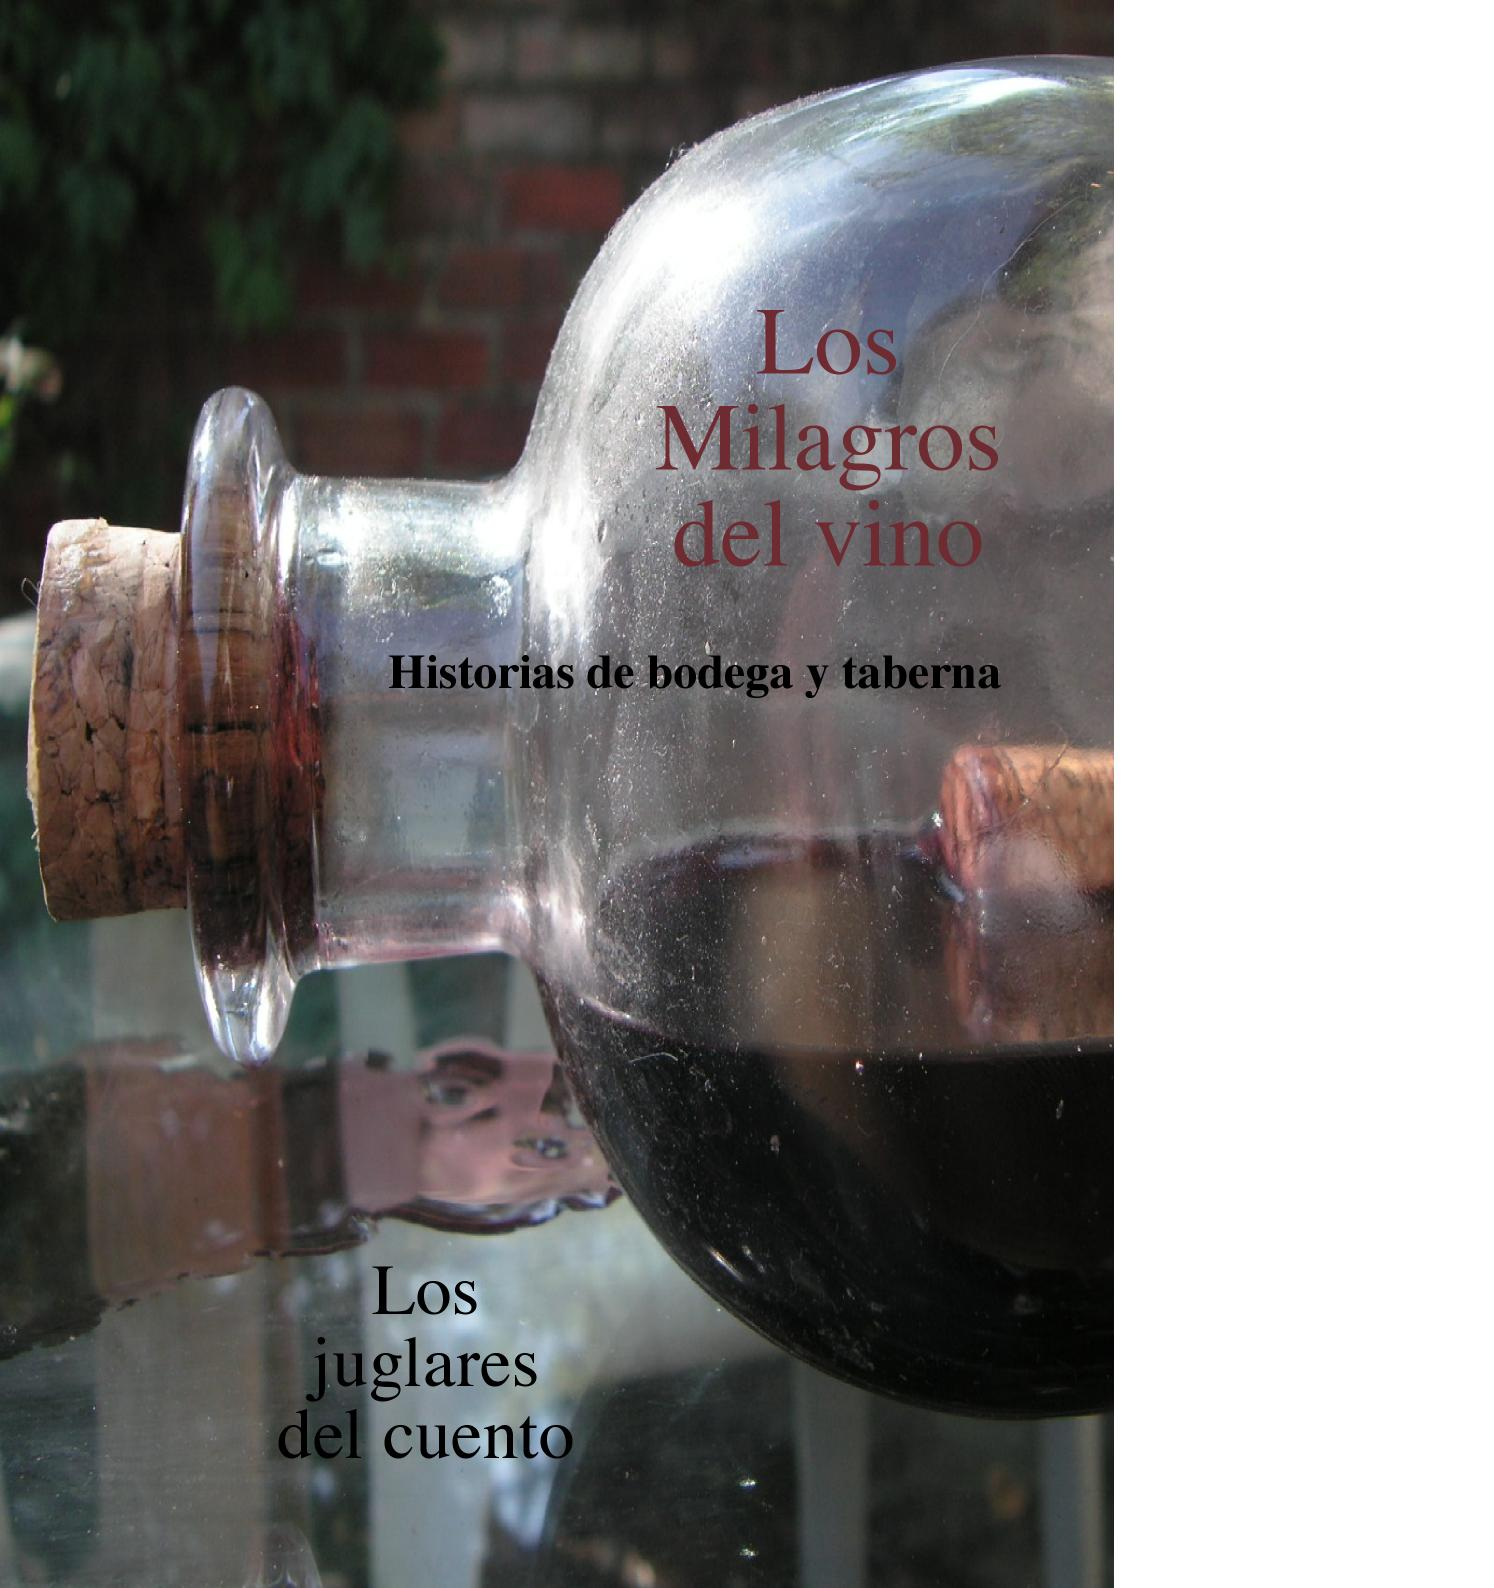 Los
Milagros
del vino
Historias de bodega y taberna
Los
juglares
del cuento